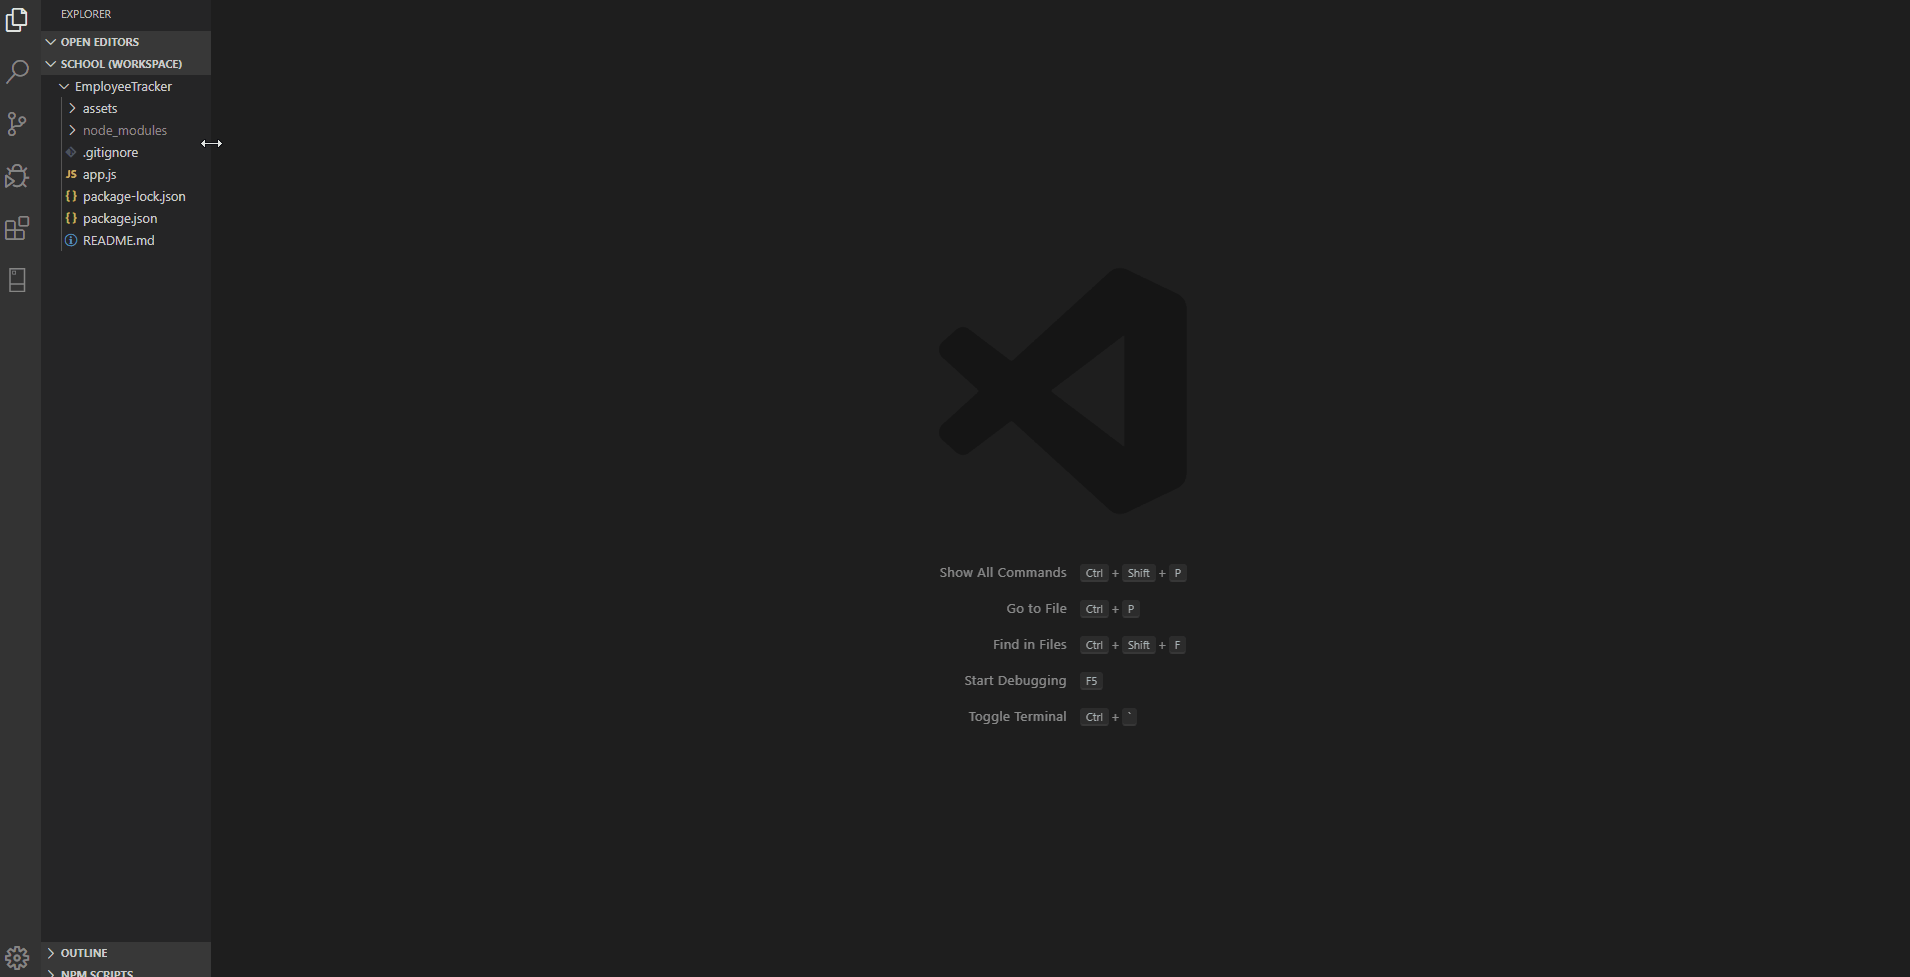 EXPLORER
OPEN EDITORS
SCHOOL (WORKSPACE)
EmployeeTracker
assets
node_modules
.gitignore
JS app.js
{} package-lock.json
{} package.json
README.md
Show All Commands Ctrl + Shift + P
Go to File Ctrl + P
Find in Files Ctrl + Shift + F
Start Debugging F5
Toggle Terminal Ctrl + `
OUTLINE
NPM SCRIPTS